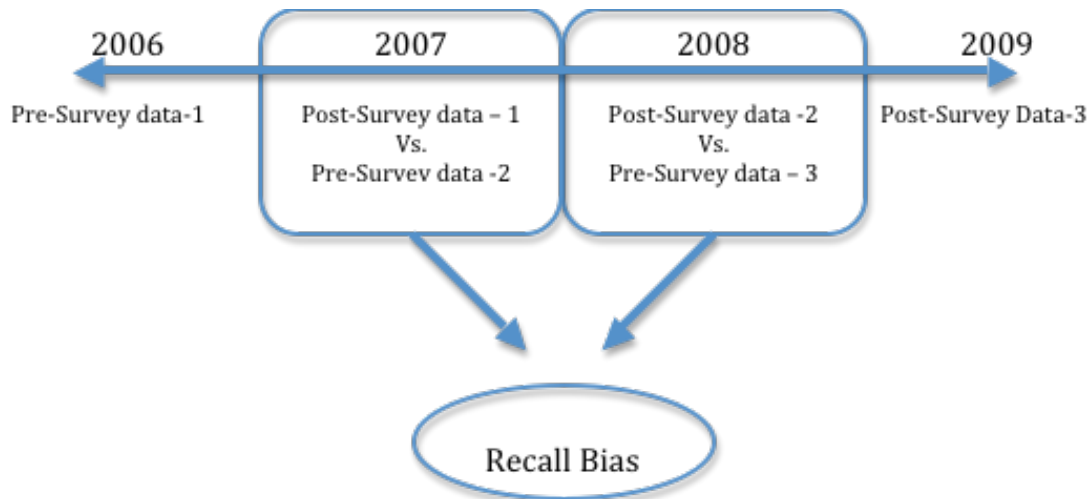 2006
2007
2008
2009
Pre-Survey data-1
Post-Survey data – 1
Vs.
Pre-Survev data -2
Post-Survey data -2
Vs.
Pre-Survey data – 3
Post-Survey Data-3
Recall Bias